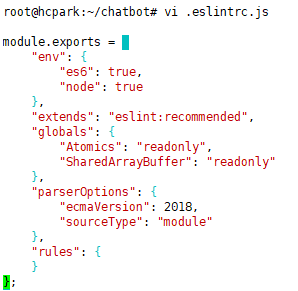 root@hcpark:~/chatbot# vi .eslintrc.js
module.exports = {
    "env": {
        "es6": true,
        "node": true
    },
    "extends": "eslint:recommended",
    "globals": {
        "Atomics": "readonly",
        "SharedArrayBuffer": "readonly"
    },
    "parserOptions": {
        "ecmaVersion": 2018,
        "sourceType": "module"
    },
    "rules": {
    }
};